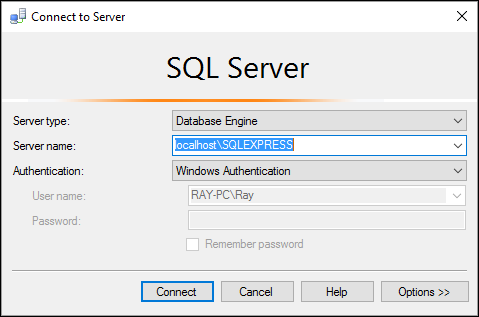 Connect to Server
SQL Server
Server type: Database Engine
Server name: localhost\SQLEXPRESS
Authentication: Windows Authentication
User name: RAY-PC\Ray
Password:
Remember password
Connect Cancel Help Options >>